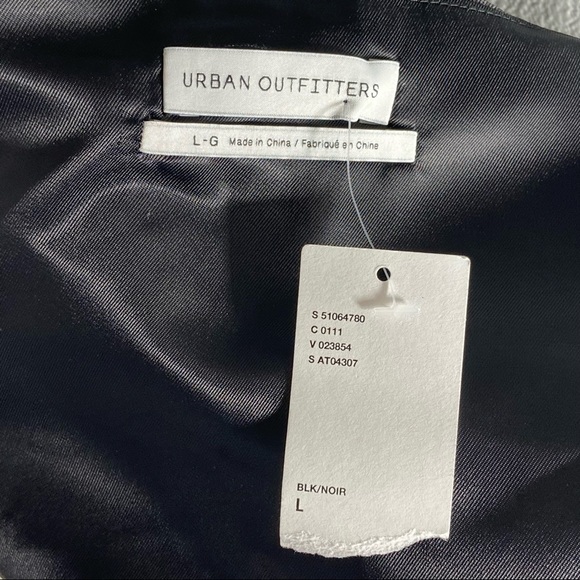 URBAN OUTFITTERS
L-G Made in China / Fabriqué en Chine
S 51064780
C 0111
V 023854
S AT04307
BLK/NOIR
L